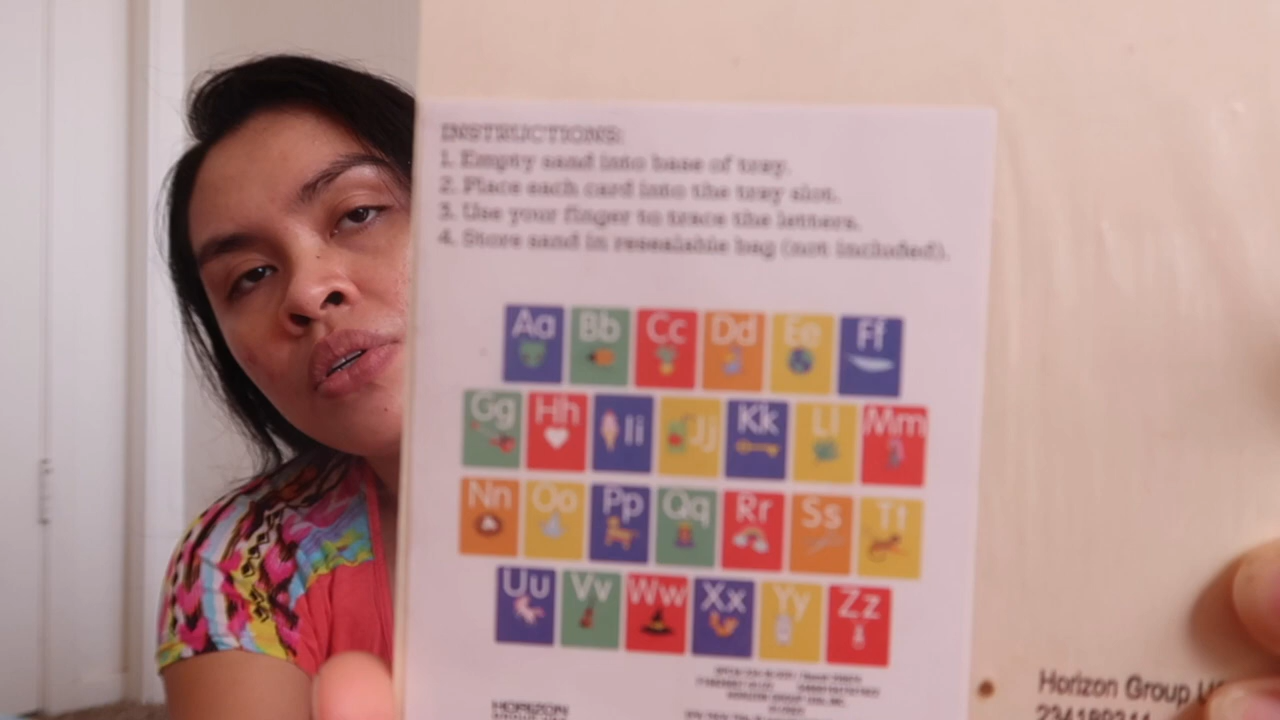 INSTRUCTIONS:
1. Empty sand into base of tray.
2. Place each card into the tray slot.
3. Use your finger to trace the letters.
4. Store sand in resealable bag (not included).
Aa Bb Cc Dd Ee Ff
Gg Hh Ii Jj Kk Ll Mm
Nn Oo Pp Qq Rr Ss Tt
Uu Vv Ww Xx Yy Zz
HORIZON
Horizon Group